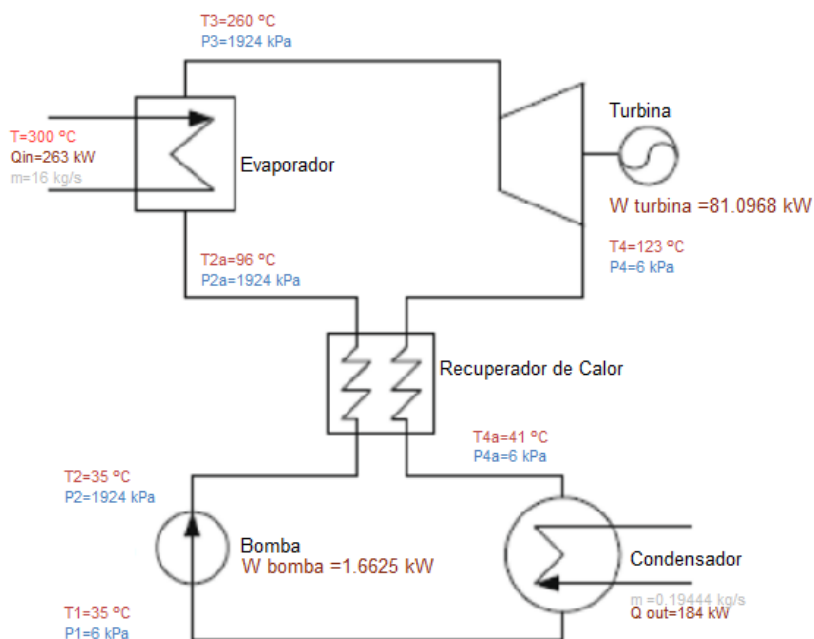 T3=260 ºC
P3=1924 kPa
Turbina
T=300 ºC
Qin=263 kW
m=16 kg/s
Evaporador
W turbina =81.0968 kW
T2a=96 ºC
P2a=1924 kPa
T4=123 ºC
P4=6 kPa
Recuperador de Calor
T4a=41 ºC
P4a=6 kPa
T2=35 ºC
P2=1924 kPa
Bomba
W bomba =1.6625 kW
Condensador
m =0.19444 kg/s
Q out=184 kW
T1=35 ºC
P1=6 kPa